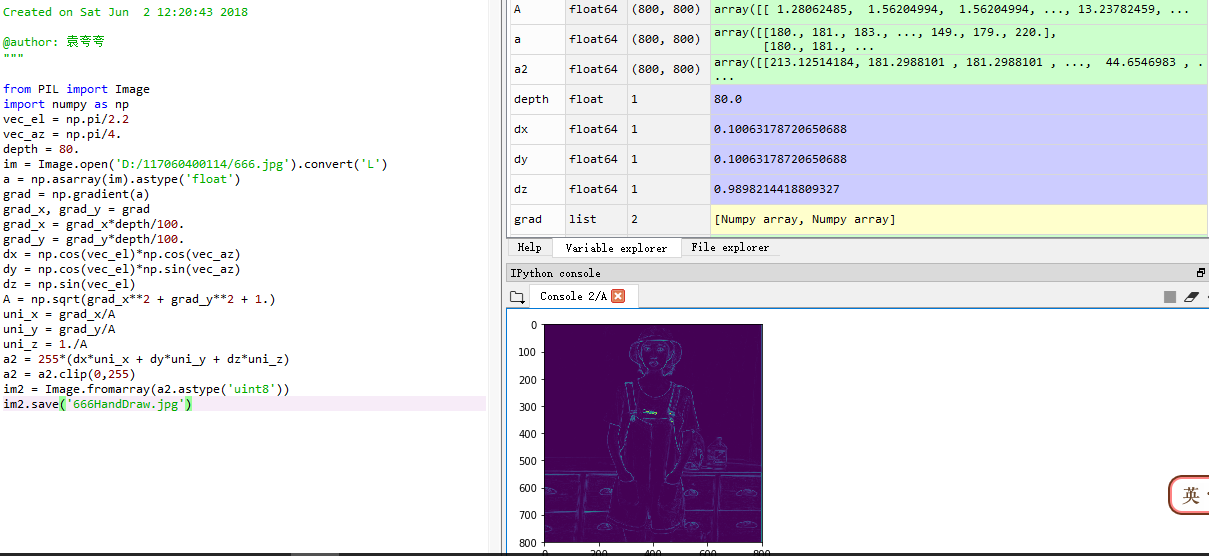 Created on Sat Jun  2 12:20:43 2018
@author: 袁夸夸
"""
from PIL import Image
import numpy as np
vec_el = np.pi/2.2
vec_az = np.pi/4.
depth = 80.
im = Image.open('D:/117060400114/666.jpg').convert('L')
a = np.asarray(im).astype('float')
grad = np.gradient(a)
grad_x, grad_y = grad
grad_x = grad_x*depth/100.
grad_y = grad_y*depth/100.
dx = np.cos(vec_el)*np.cos(vec_az)
dy = np.cos(vec_el)*np.sin(vec_az)
dz = np.sin(vec_el)
A = np.sqrt(grad_x**2 + grad_y**2 + 1.)
uni_x = grad_x/A
uni_y = grad_y/A
uni_z = 1./A
a2 = 255*(dx*uni_x + dy*uni_y + dz*uni_z)
a2 = a2.clip(0,255)
im2 = Image.fromarray(a2.astype('uint8'))
im2.save('666HandDraw.jpg')
A float64 (800, 800) array([[ 1.28062485,  1.56204994,  1.56204994, ..., 13.23782459, ...
a float64 (800, 800) array([[180., 181., 183., ..., 149., 179., 220.],
[180., 181., ...
a2 float64 (800, 800) array([[213.12514184, 181.2988101 , 181.2988101 , ...,  44.6546983 , .
...
depth float 1 80.0
dx float64 1 0.10063178720650688
dy float64 1 0.10063178720650688
dz float64 1 0.9898214418809327
grad list 2 [Numpy array, Numpy array]
Help Variable explorer File explorer
IPython console
Console 2/A
0
100
200
300
400
500
600
700
800
0 200 400 600 800
英